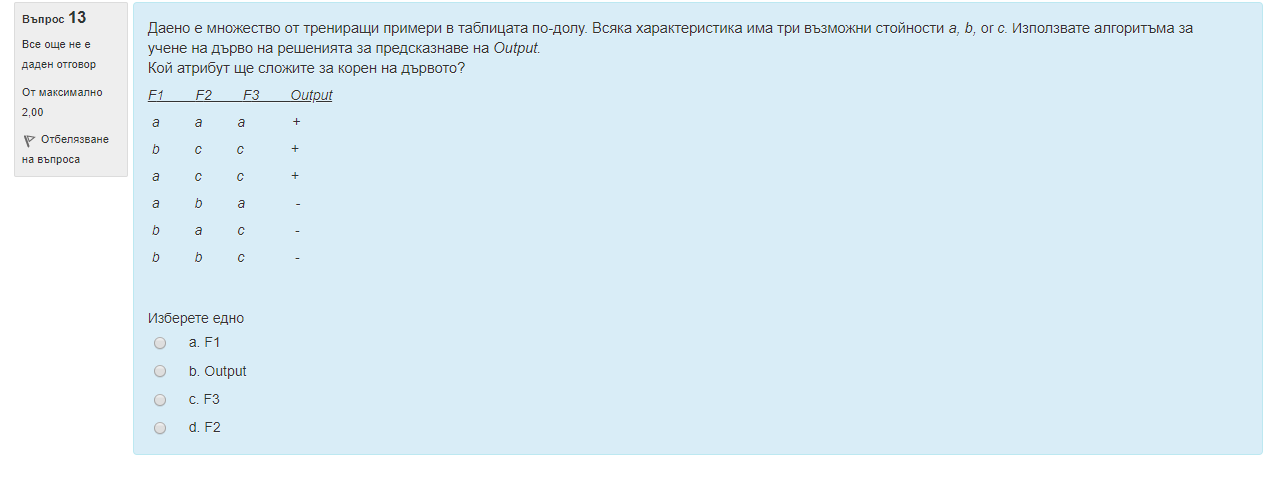 Въпрос 13
Все още не е
даден отговор
От максимално
2,00
Отбелязване
на въпроса
Даено е множество от трениращи примери в таблицата по-долу. Всяка характеристика има три възможни стойности a, b, or c. Използвате алгоритъма за
учене на дърво на решенията за предсказнаве на Output.
Кой атрибут ще сложите за корен на дървото?
F1 F2 F3 Output
a a a +
b c c +
a c c +
a b a -
b a c -
b b c -
Изберете едно
a. F1
b. Output
c. F3
d. F2